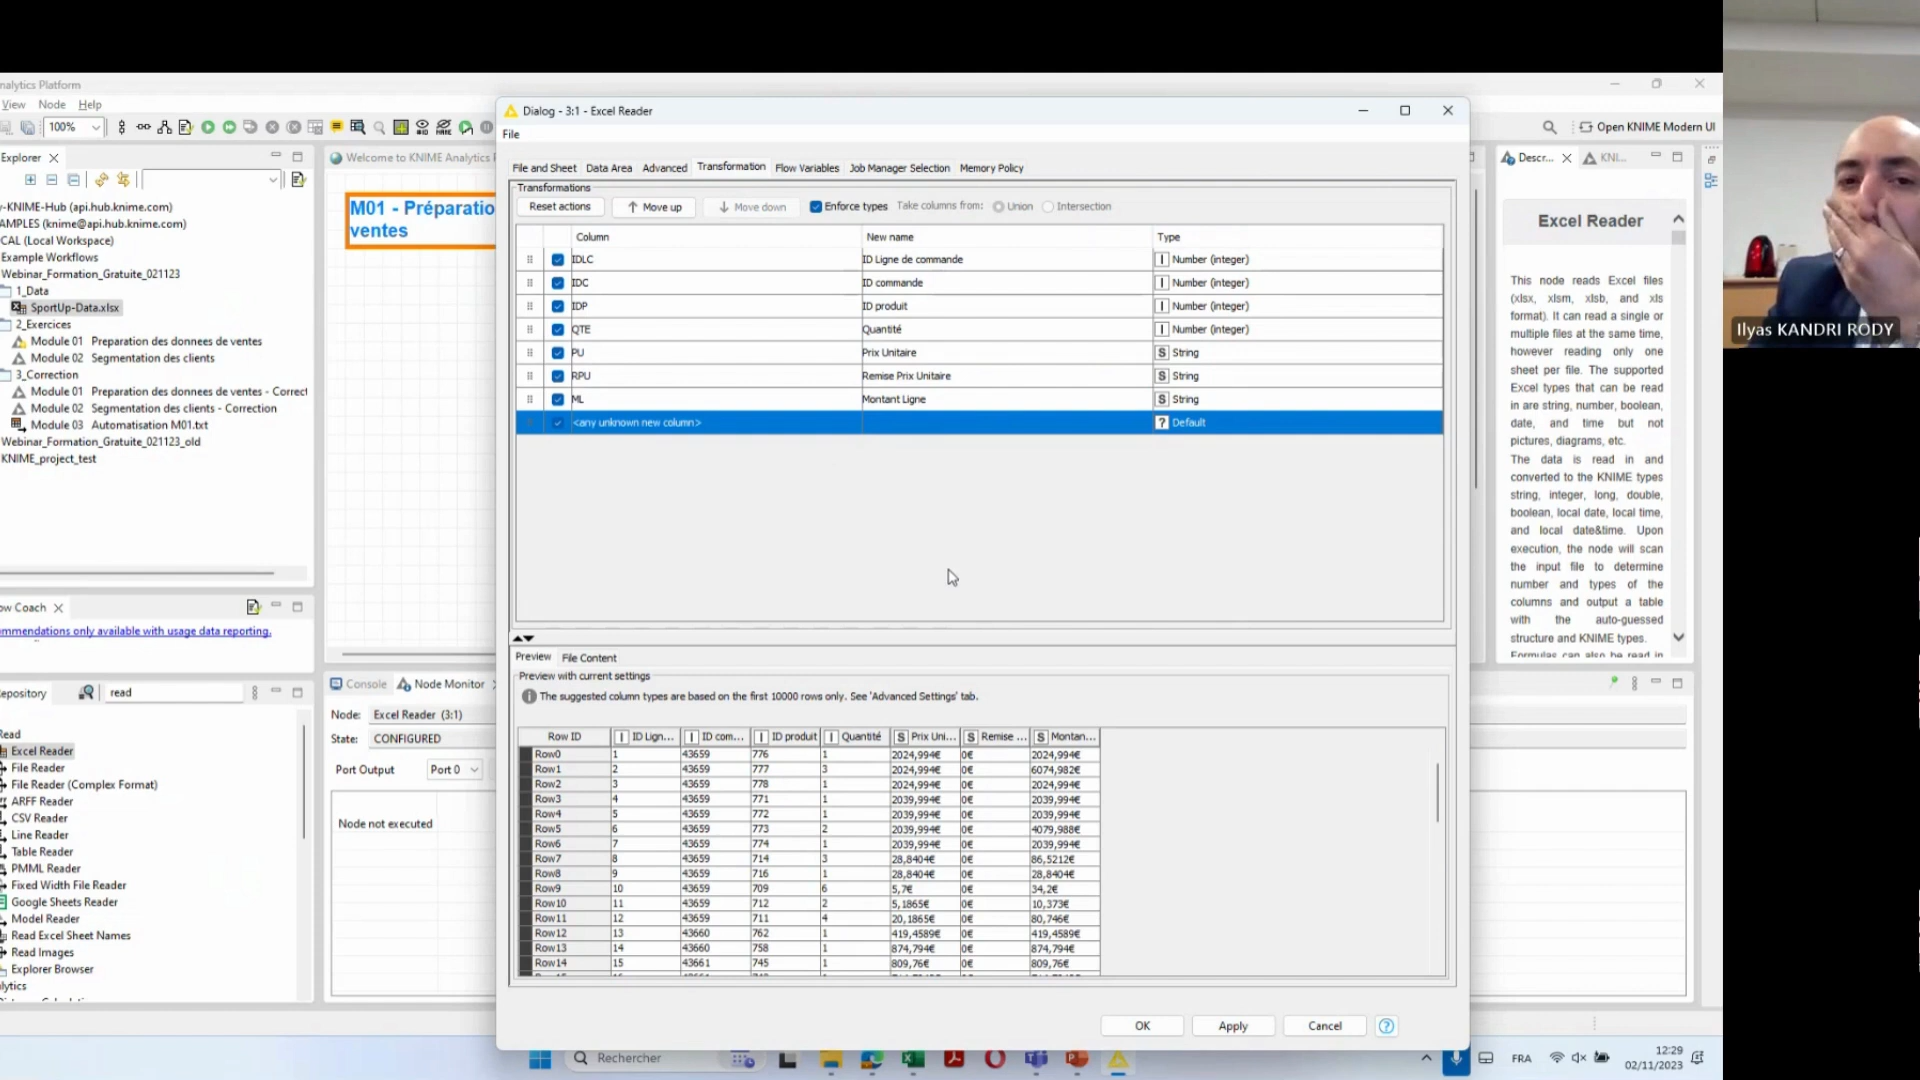 nalytics Platform
View Node Help
100%
Open KNIME Modern UI
Explorer
y-KNIME-Hub (api.hub.knime.com)
AMPLES (knime@api.hub.knime.com)
CAL (Local Workspace)
Example Workflows
Webinar_Formation_Gratuite_021123
1_Data
SportUp-Data.xlsx
2_Exercices
Module 01 Preparation des donnees de ventes
Module 02 Segmentation des clients
3_Correction
Module 01 Preparation des donnees de ventes - Correct
Module 02 Segmentation des clients - Correction
Module 03 Automatisation M01.txt
Webinar_Formation_Gratuite_021123_old
KNIME_project_test
ow Coach
mmendations only available with usage data reporting.
epository
read
Read
Excel Reader
File Reader
File Reader (Complex Format)
ARFF Reader
CSV Reader
Line Reader
Table Reader
PMML Reader
Fixed Width File Reader
Google Sheets Reader
Model Reader
Read Excel Sheet Names
Read Images
Explorer Browser
lytics
Welcome to KNIME Analytics P
M01 - Préparatio
ventes
Console Node Monitor
Node: Excel Reader (3:1)
State: CONFIGURED
Port Output Port 0
Node not executed
Dialog - 3:1 - Excel Reader
File
File and Sheet Data Area Advanced Transformation Flow Variables Job Manager Selection Memory Policy
Transformations
Reset actions Move up Move down Enforce types Take columns from: Union Intersection
Column New name Type
IDLC ID Ligne de commande Number (integer)
IDC ID commande Number (integer)
IDP ID produit Number (integer)
QTE Quantité Number (integer)
PU Prix Unitaire S String
RPU Remise Prix Unitaire S String
ML Montant Ligne S String
<any unknown new column> ? Default
Preview File Content
Preview with current settings
The suggested column types are based on the first 10000 rows only. See 'Advanced Settings' tab.
Row ID I ID Lign... I ID com... I ID produit I Quantité S Prix Uni... S Remise ... S Montan...
Row0 1 43659 776 1 2024,994€ 0€ 2024,994€
Row1 2 43659 777 3 2024,994€ 0€ 6074,982€
Row2 3 43659 778 1 2024,994€ 0€ 2024,994€
Row3 4 43659 771 1 2039,994€ 0€ 2039,994€
Row4 5 43659 772 1 2039,994€ 0€ 2039,994€
Row5 6 43659 773 2 2039,994€ 0€ 4079,988€
Row6 7 43659 774 1 2039,994€ 0€ 2039,994€
Row7 8 43659 714 3 28,8404€ 0€ 86,5212€
Row8 9 43659 716 1 28,8404€ 0€ 28,8404€
Row9 10 43659 709 6 5,7€ 0€ 34,2€
Row10 11 43659 712 2 5,1865€ 0€ 10,373€
Row11 12 43659 711 4 20,1865€ 0€ 80,746€
Row12 13 43660 762 1 419,4589€ 0€ 419,4589€
Row13 14 43660 758 1 874,794€ 0€ 874,794€
Row14 15 43661 745 1 809,76€ 0€ 809,76€
OK Apply Cancel ?
Descr... KNI...
Excel Reader
This node reads Excel files
(xlsx, xlsm, xlsb, and xls
format). It can read a single or
multiple files at the same time,
however reading only one
sheet per file. The supported
Excel types that can be read
in are string, number, boolean,
date, and time but not
pictures, diagrams, etc.
The data is read in and
converted to the KNIME types
string, integer, long, double,
boolean, local date, local time,
and local date&time. Upon
execution, the node will scan
the input file to determine
number and types of the
columns and output a table
with the auto-guessed
structure and KNIME types.
Formulas can also be read in
Ilyas KANDRI RODY
Rechercher
FRA
12:29
02/11/2023